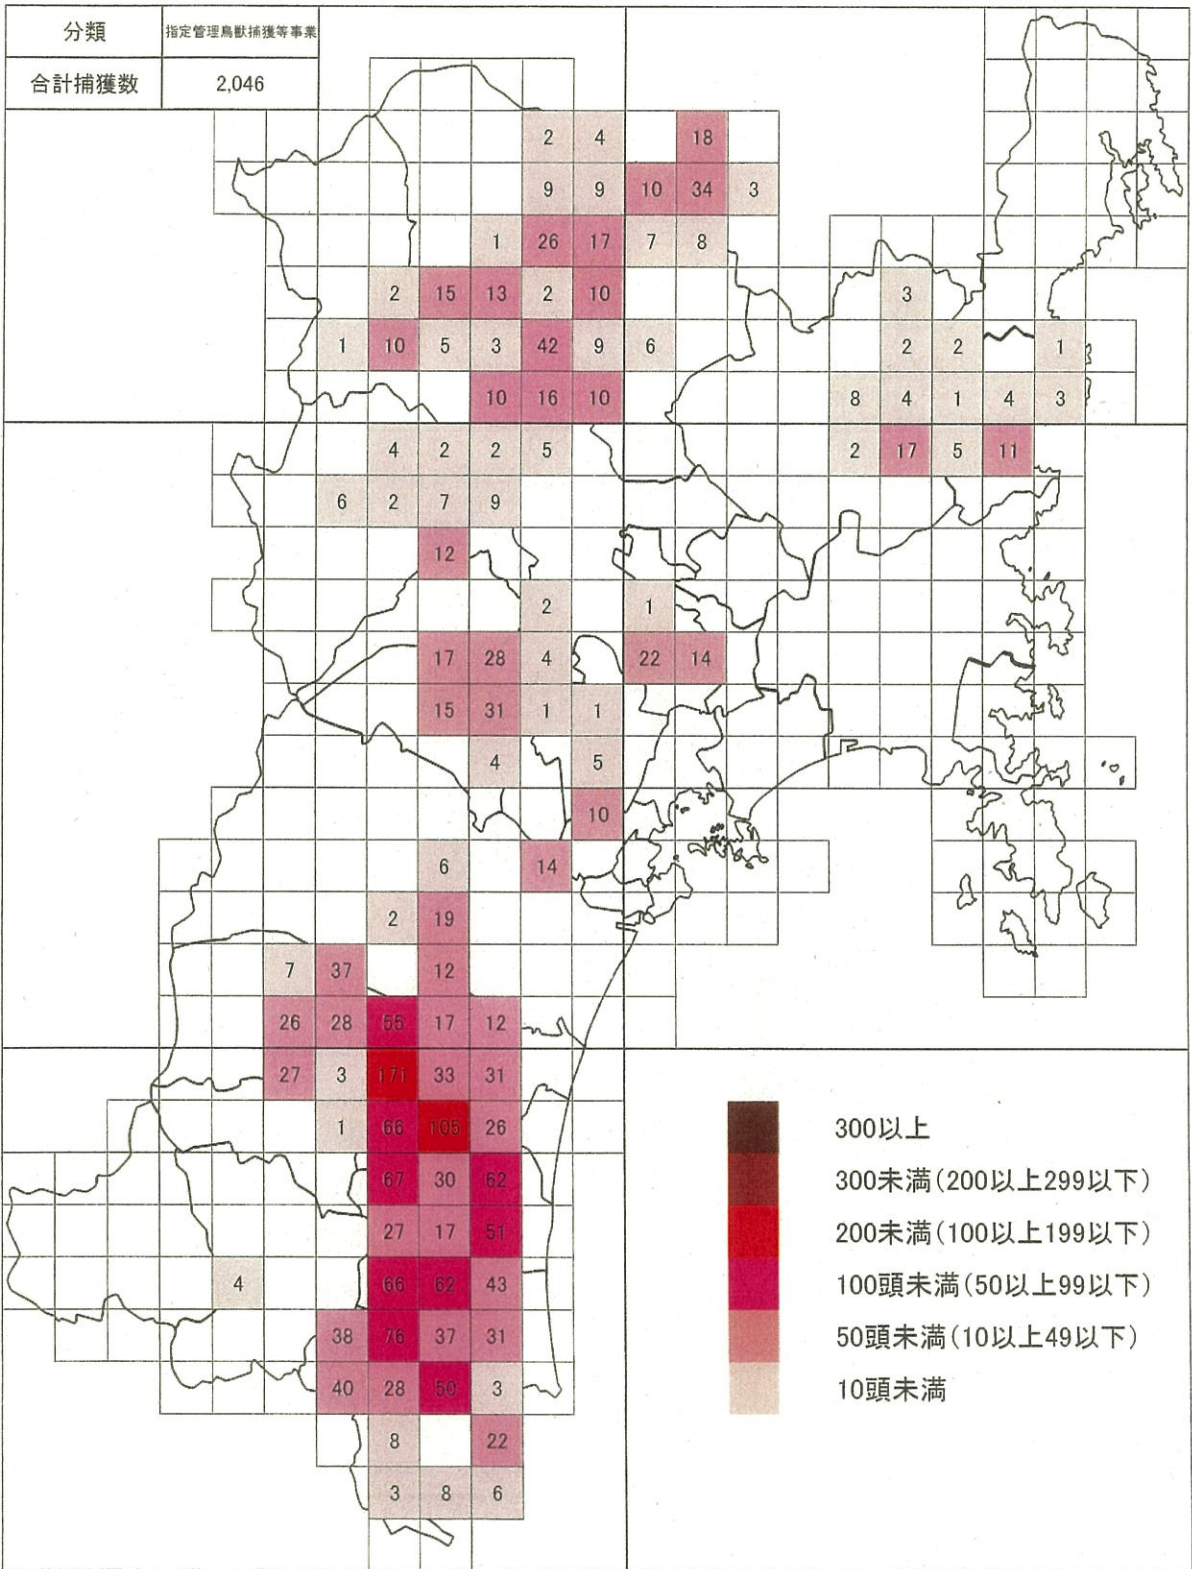 分類 指定管理鳥獣捕獲等事業
合計捕獲数 2,046
2 4 18
9 9 10 34 3
1 26 17 7 8
2 15 13 2 10 3
1 10 5 3 42 9 6 2 2 1
10 16 10 8 4 1 4 3
4 2 2 5 2 17 5 11
6 2 7 9
12
2 1
17 28 4 22 14
15 31 1 1
4 5
10
6 14
2 19
7 37 12
26 28 55 17 12
27 3 171 33 31
1 66 105 26
67 30 62
27 17 51
4 66 62 43
38 76 37 31
40 28 50 3
8 22
3 8 6
300以上
300未満(200以上299以下)
200未満(100以上199以下)
100頭未満(50以上99以下)
50頭未満(10以上49以下)
10頭未満